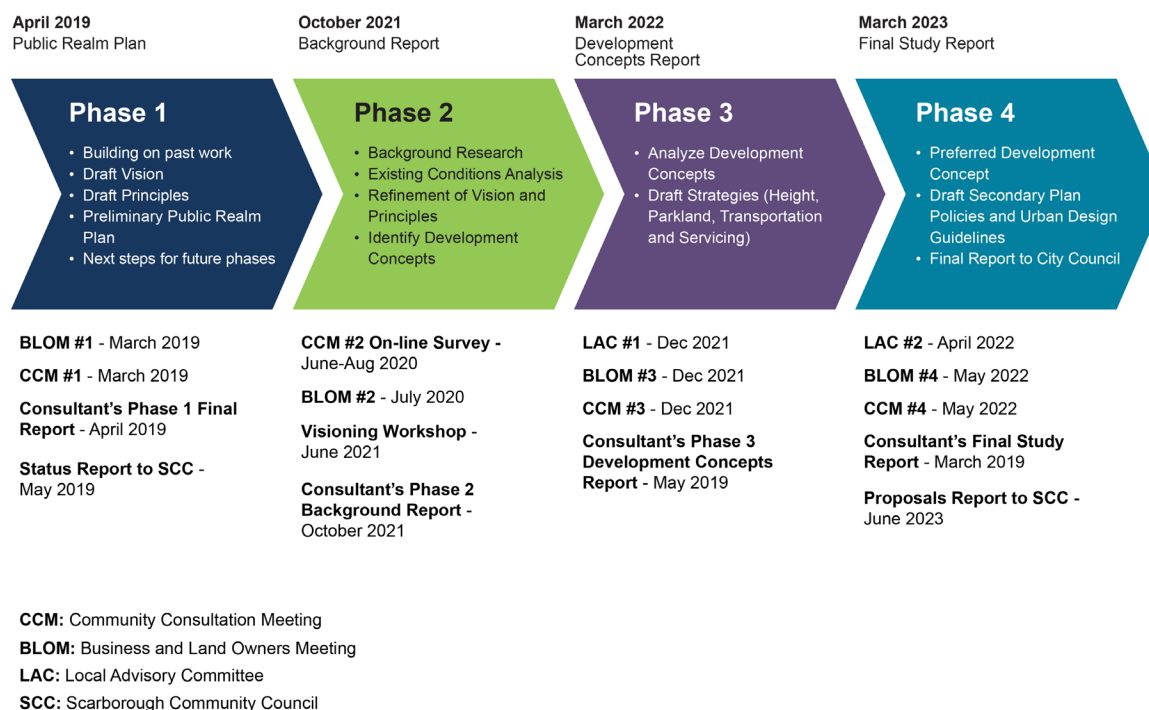 April 2019
Public Realm Plan
October 2021
Background Report
March 2022
Development
Concepts Report
March 2023
Final Study Report
Phase 1
• Building on past work
• Draft Vision
• Draft Principles
• Preliminary Public Realm
Plan
• Next steps for future phases
Phase 2
• Background Research
• Existing Conditions Analysis
• Refinement of Vision and
Principles
• Identify Development
Concepts
Phase 3
• Analyze Development
Concepts
• Draft Strategies (Height,
Parkland, Transportation
and Servicing)
Phase 4
• Preferred Development
Concept
• Draft Secondary Plan
Policies and Urban Design
Guidelines
• Final Report to City Council
BLOM #1 - March 2019
CCM #1 - March 2019
Consultant's Phase 1 Final
Report - April 2019
Status Report to SCC -
May 2019
CCM #2 On-line Survey -
June-Aug 2020
BLOM #2 - July 2020
Visioning Workshop -
June 2021
Consultant's Phase 2
Background Report -
October 2021
LAC #1 - Dec 2021
BLOM #3 - Dec 2021
CCM #3 - Dec 2021
Consultant's Phase 3
Development Concepts
Report - May 2019
LAC #2 - April 2022
BLOM #4 - May 2022
CCM #4 - May 2022
Consultant's Final Study
Report - March 2019
Proposals Report to SCC -
June 2023
CCM: Community Consultation Meeting
BLOM: Business and Land Owners Meeting
LAC: Local Advisory Committee
SCC: Scarborough Community Council